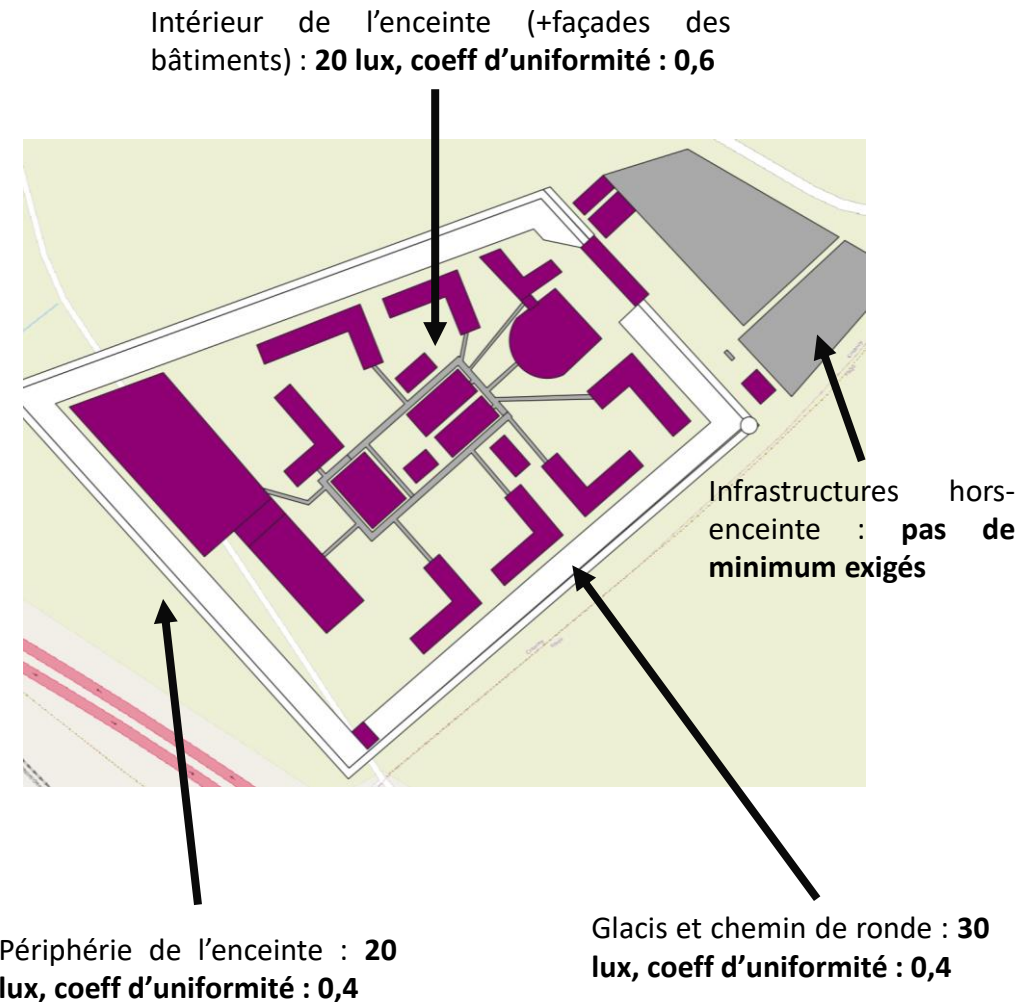 Intérieur de l’enceinte (+façades des
bâtiments) : 20 lux, coeff d’uniformité : 0,6
Infrastructures hors-
enceinte : pas de
minimum exigés
Glacis et chemin de ronde : 30
lux, coeff d’uniformité : 0,4
Périphérie de l’enceinte : 20
lux, coeff d’uniformité : 0,4